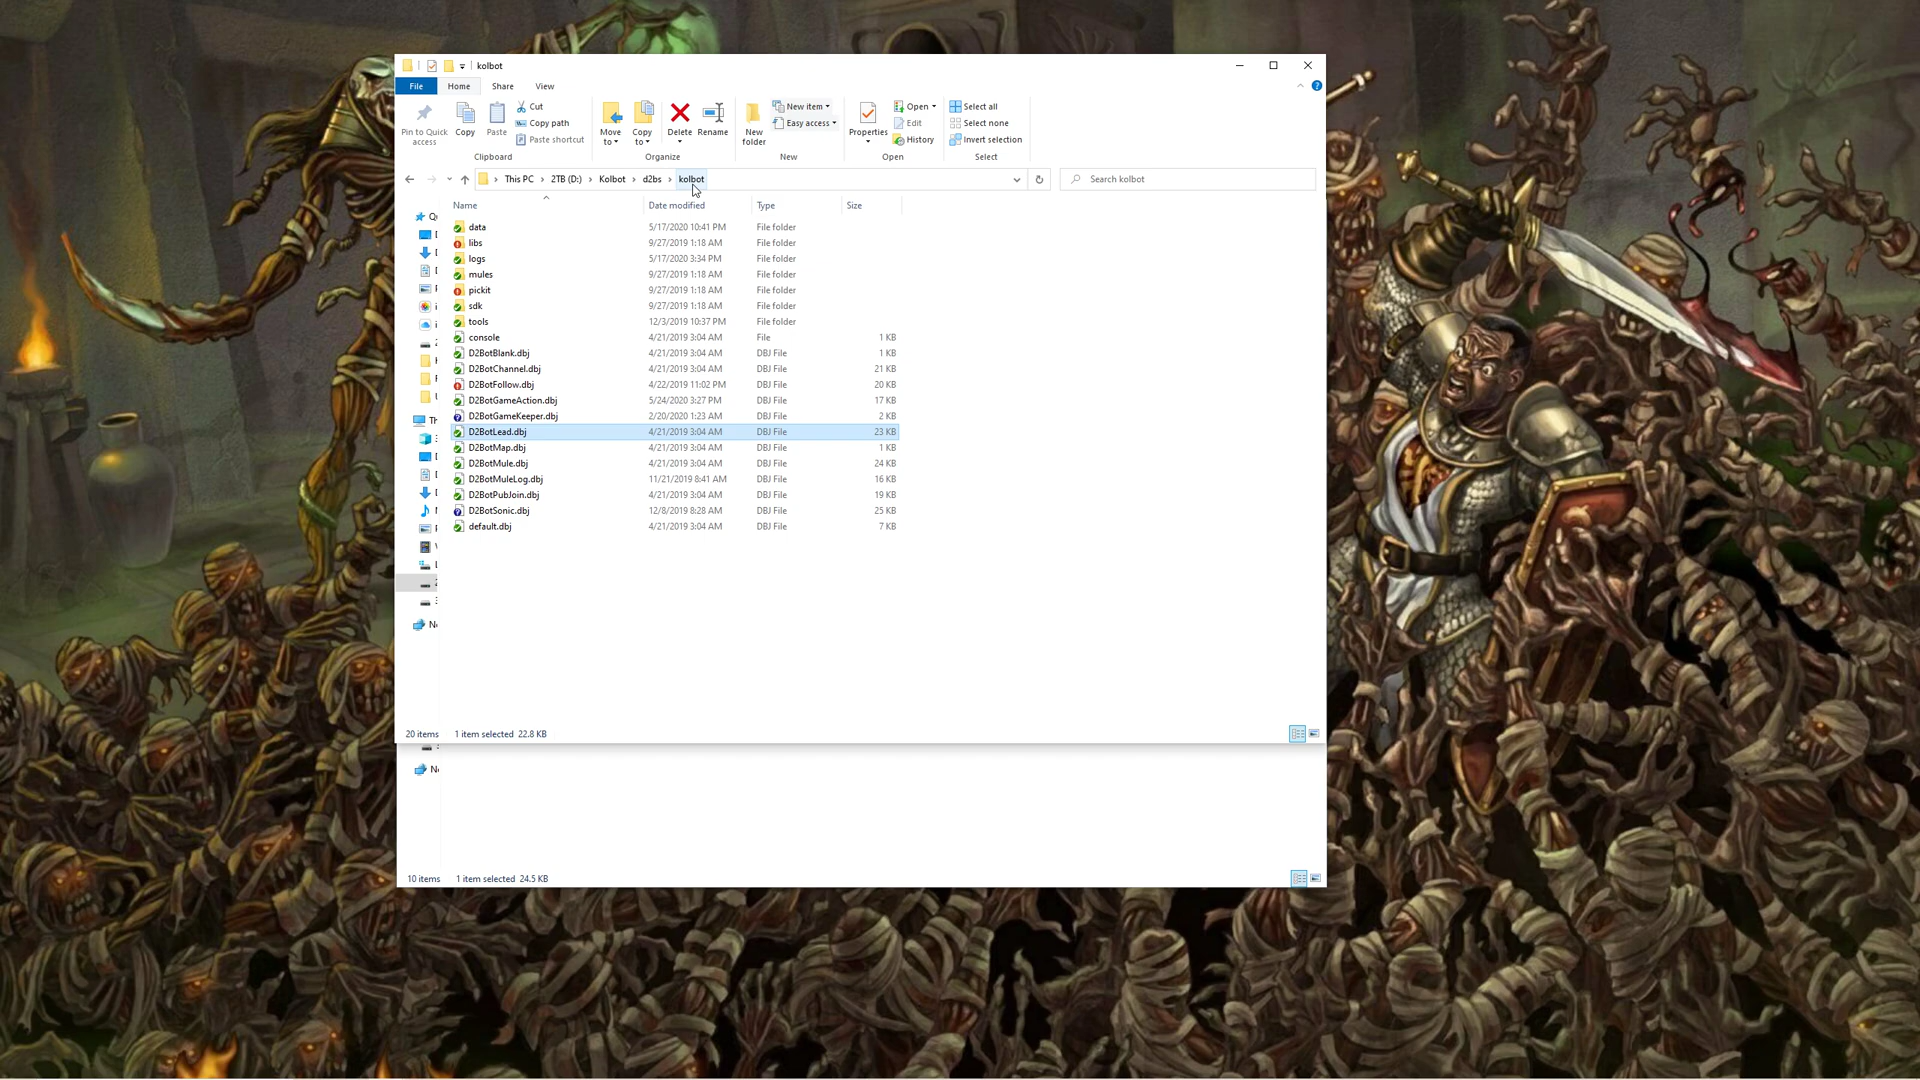 kolbot
File Home Share View
Pin to Quick access
Copy
Paste
Cut
Copy path
Paste shortcut
Clipboard
Move to
Copy to
Delete
Rename
Organize
New folder
New item
Easy access
New
Properties
Open
Edit
History
Open
Select all
Select none
Invert selection
Select
This PC > 2TB (D:) > Kolbot > d2bs > kolbot
Search kolbot
Name Date modified Type Size
data 5/17/2020 10:41 PM File folder
libs 9/27/2019 1:18 AM File folder
logs 5/17/2020 3:34 PM File folder
mules 9/27/2019 1:18 AM File folder
pickit 9/27/2019 1:18 AM File folder
sdk 9/27/2019 1:18 AM File folder
tools 12/3/2019 10:37 PM File folder
console 4/21/2019 3:04 AM File 1 KB
D2BotBlank.dbj 4/21/2019 3:04 AM DBJ File 1 KB
D2BotChannel.dbj 4/21/2019 3:04 AM DBJ File 21 KB
D2BotFollow.dbj 4/22/2019 11:02 PM DBJ File 20 KB
D2BotGameAction.dbj 5/24/2020 3:27 PM DBJ File 17 KB
D2BotGameKeeper.dbj 2/20/2020 1:23 AM DBJ File 2 KB
D2BotLead.dbj 4/21/2019 3:04 AM DBJ File 23 KB
D2BotMap.dbj 4/21/2019 3:04 AM DBJ File 1 KB
D2BotMule.dbj 4/21/2019 3:04 AM DBJ File 24 KB
D2BotMuleLog.dbj 11/21/2019 8:41 AM DBJ File 16 KB
D2BotPubJoin.dbj 4/21/2019 3:04 AM DBJ File 19 KB
D2BotSonic.dbj 12/8/2019 8:28 AM DBJ File 25 KB
default.dbj 4/21/2019 3:04 AM DBJ File 7 KB
20 items 1 item selected 22.8 KB
10 items 1 item selected 24.5 KB